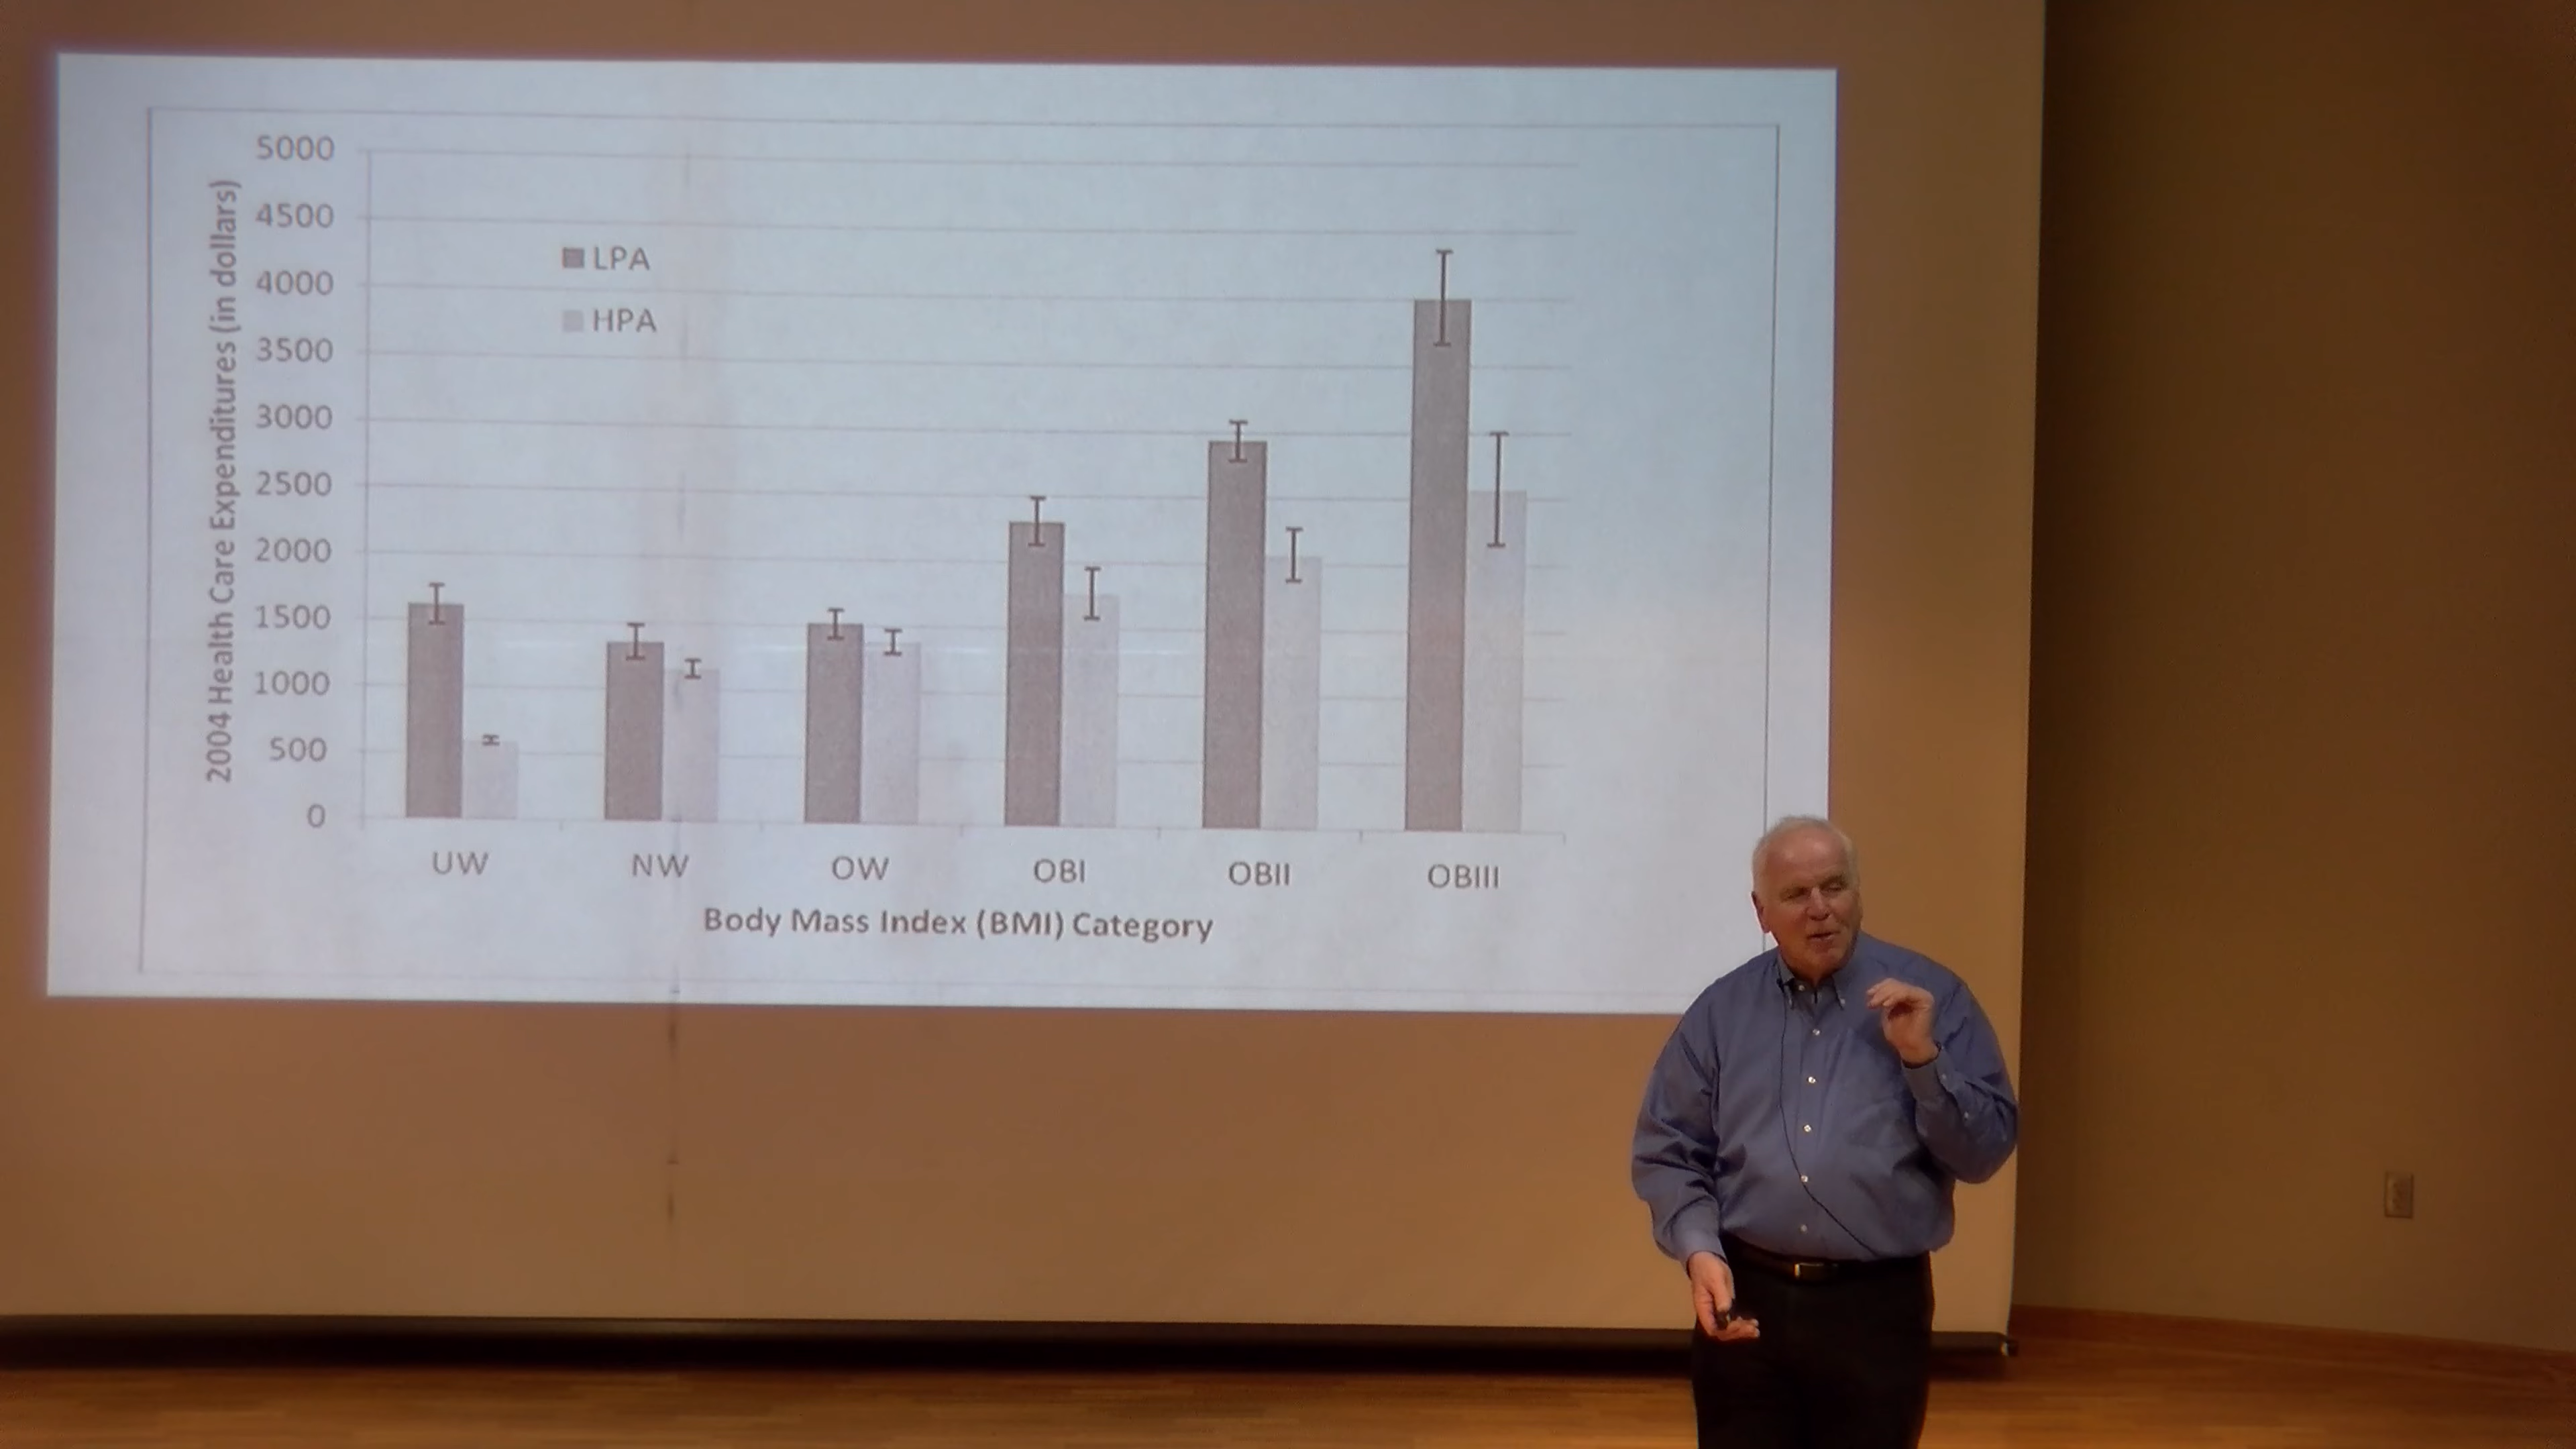 5000
4500
4000
3500
3000
2500
2000
1500
1000
500
0
2004 Health Care Expenditures (in dollars)
LPA
HPA
UW NW OW OBI OBII OBIII
Body Mass Index (BMI) Category